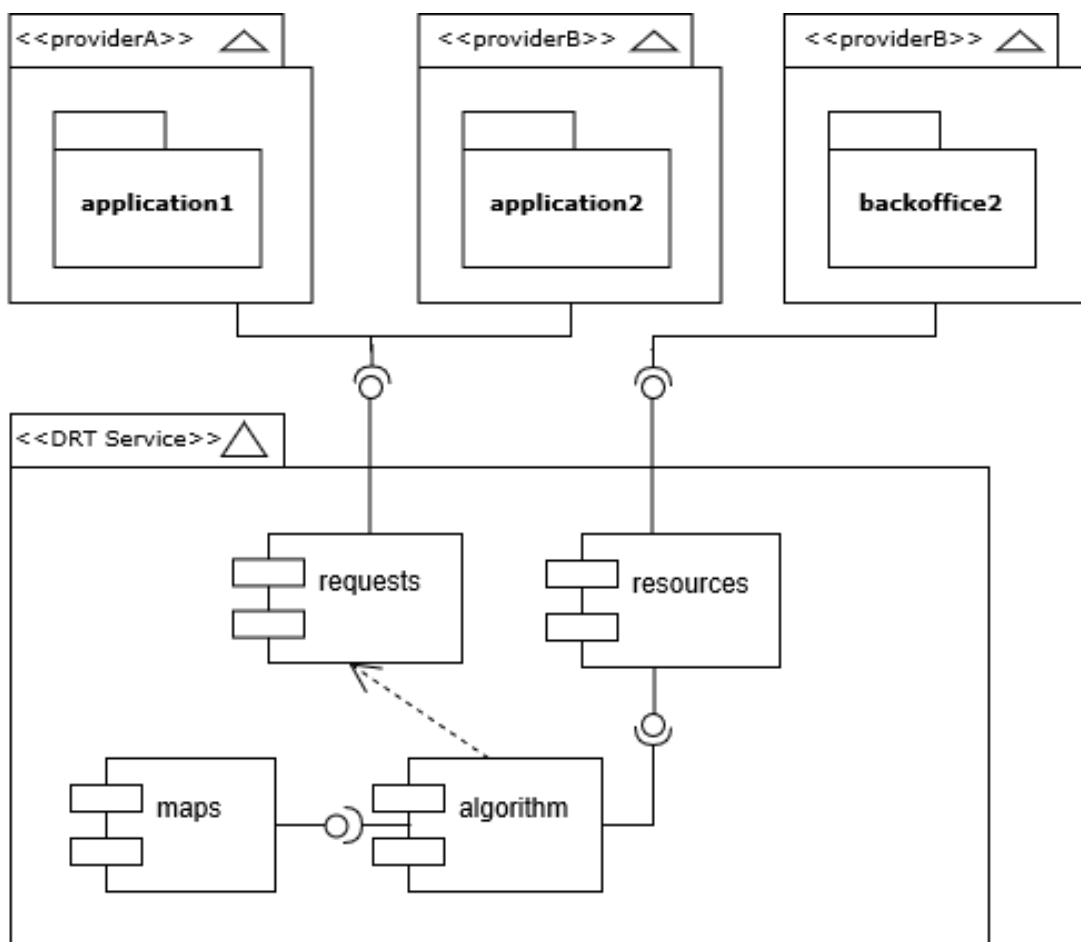 <<providerA>>
<<providerB>>
<<providerB>>
application1
application2
backoffice2
<<DRT Service>>
requests
resources
maps
algorithm